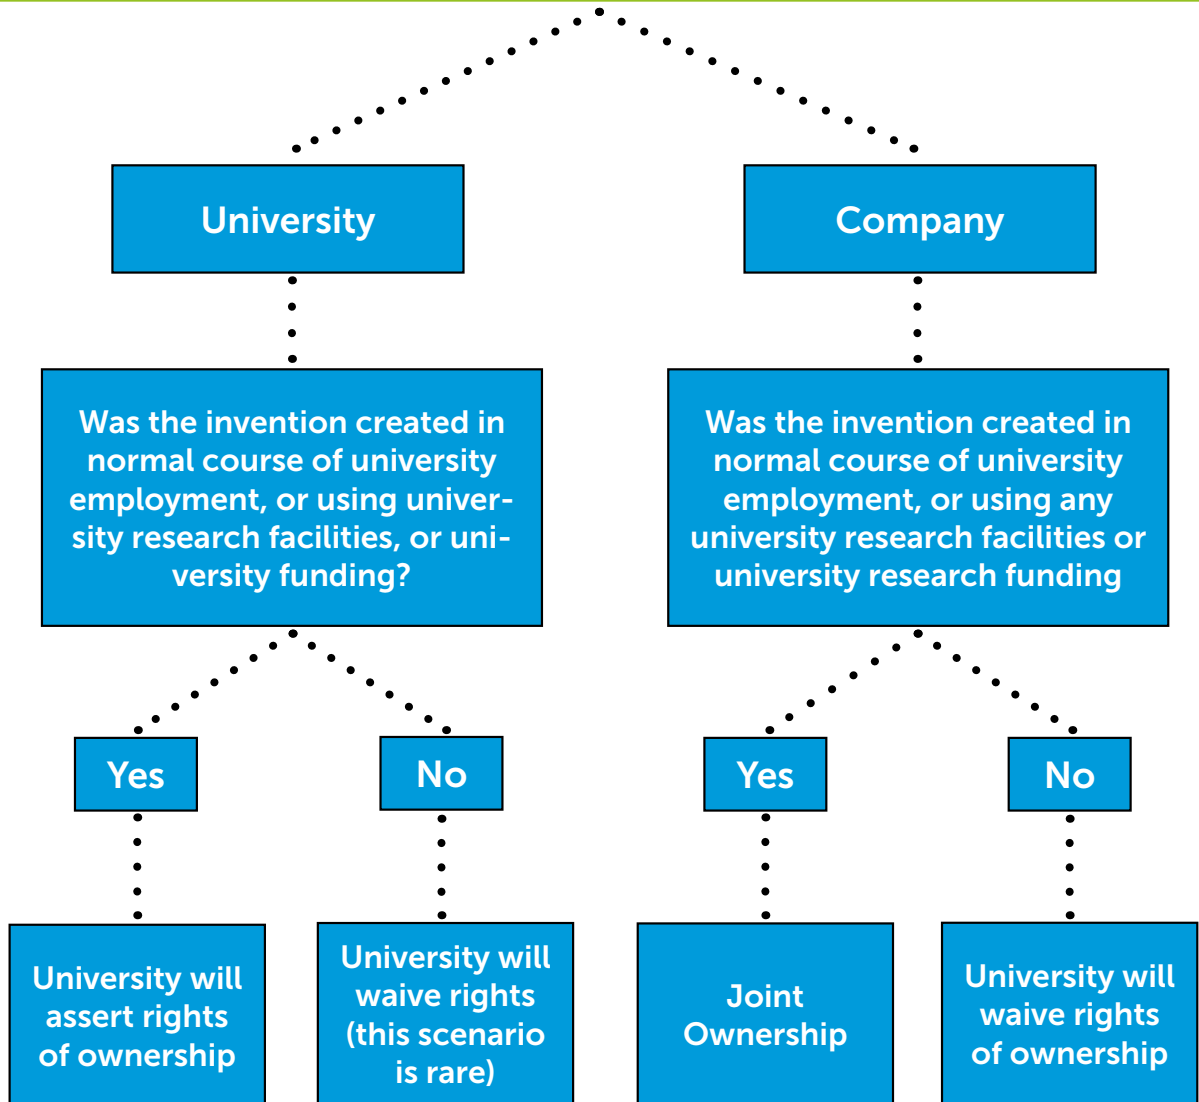 University
Company
Was the invention created in
normal course of university
employment, or using univer-
sity research facilities, or uni-
versity funding?
Was the invention created in
normal course of university
employment, or using any
university research facilities or
university research funding
Yes
No
Yes
No
University will
assert rights
of ownership
University will
waive rights
(this scenario
is rare)
Joint
Ownership
University will
waive rights
of ownership